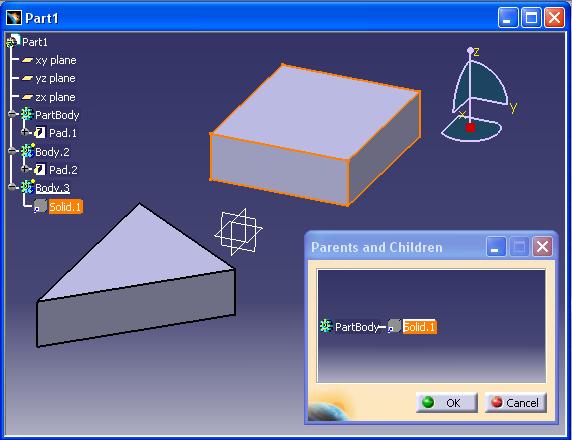 Part1
Part1
xy plane
yz plane
zx plane
PartBody
Pad.1
Body.2
Pad.2
Body.3
Solid.1
z
y
x
Parents and Children
PartBody Solid.1
OK Cancel